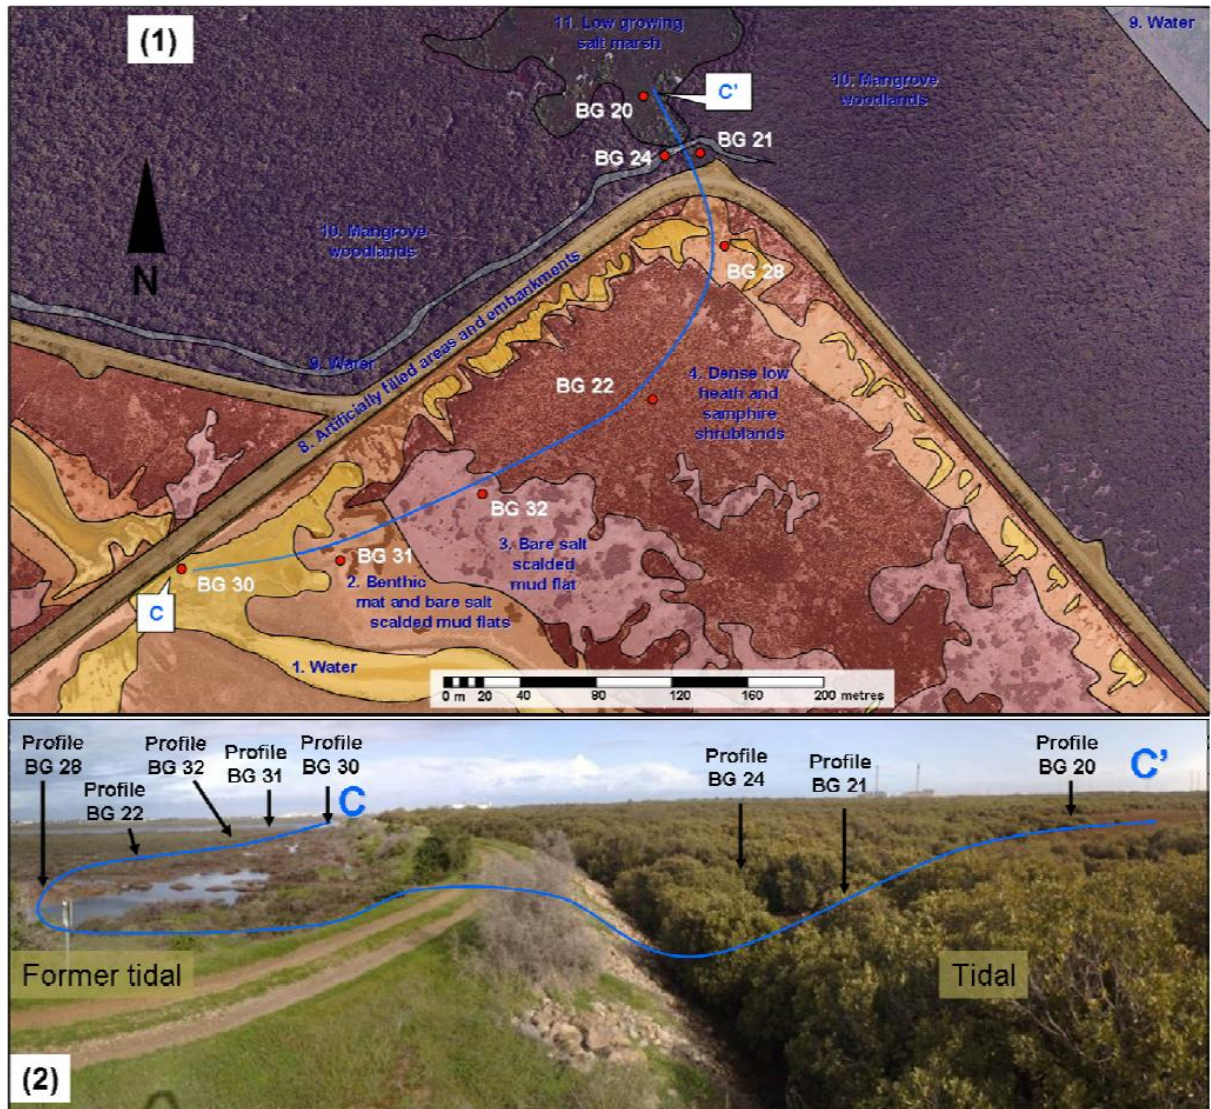 (1)
11. Low growing
salt marsh
9. Water
C'
BG 20
10. Mangrove
woodlands
BG 21
BG 24
N
10. Mangrove
woodlands
BG 28
8. Artificially filled areas and embankments
9. Water
BG 22
4. Dense low
heath and
samphire
shrublands
BG 32
3. Bare salt
scalded
mud flat
BG 31
BG 30
C
2. Benthic
mat and bare salt
scalded mud flats
1. Water
0 m 20 40 80 120 160 200 metres
Profile
BG 28
Profile
BG 22
Profile
BG 32
Profile
BG 31
Profile
BG 30
C
Profile
BG 24
Profile
BG 21
Profile
BG 20
C'
Former tidal
Tidal
(2)